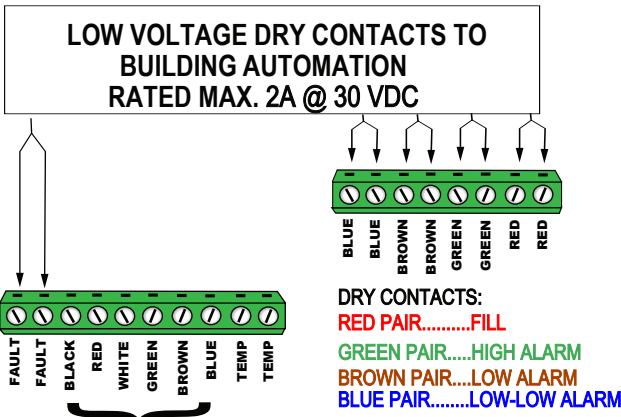 LOW VOLTAGE DRY CONTACTS TO
BUILDING AUTOMATION
RATED MAX. 2A @ 30 VDC
BLUE
BLUE
BROWN
BROWN
GREEN
GREEN
RED
RED
FAULT
FAULT
BLACK
RED
WHITE
GREEN
BROWN
BLUE
TEMP
TEMP
DRY CONTACTS:
RED PAIR..........FILL
GREEN PAIR.....HIGH ALARM
BROWN PAIR....LOW ALARM
BLUE PAIR........LOW-LOW ALARM